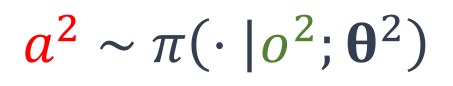 a² ~ π(· |o²; θ²)